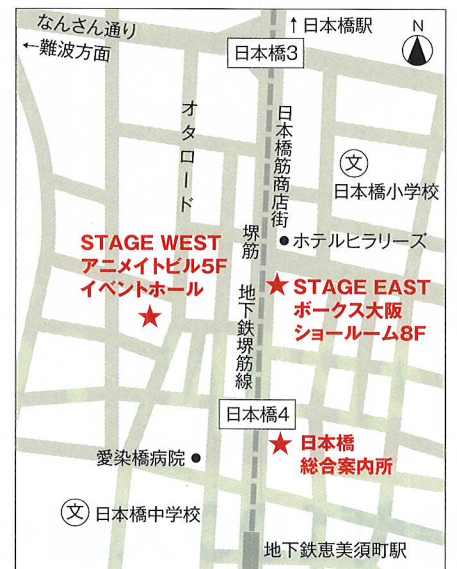 なんさん通り
←難波方面
↑日本橋駅
日本橋3
N
オタロード
日本橋筋商店街
文
日本橋小学校
堺筋
ホテルヒラリーズ
STAGE WEST
アニメイトビル5F
イベントホール
STAGE EAST
ボークス大阪
ショールーム8F
地下鉄堺筋線
日本橋4
日本橋
総合案内所
愛染橋病院
文
日本橋中学校
地下鉄恵美須町駅